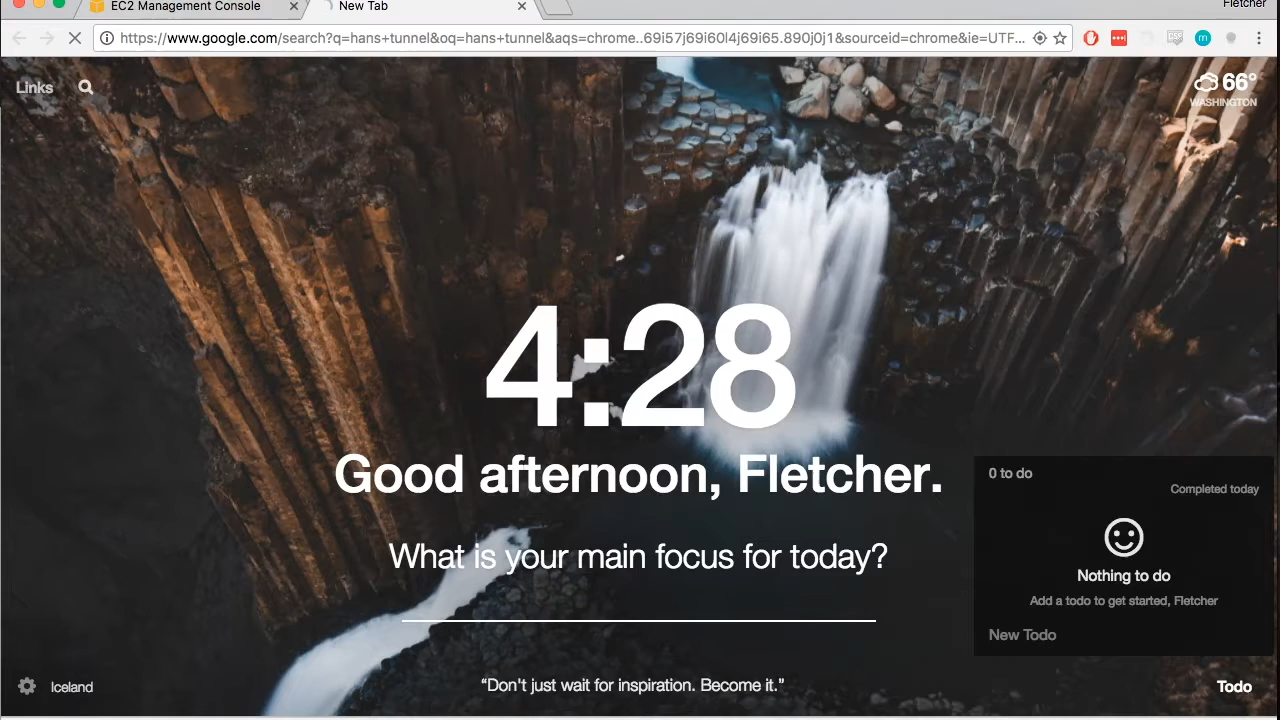 EC2 Management Console
New Tab
Fletcher
https://www.google.com/search?q=hans+tunnel&oq=hans+tunnel&aqs=chrome..69i57j69i60l4j69i65.890j0j1&sourceid=chrome&ie=UTF...
Links
66°
WASHINGTON
4:28
Good afternoon, Fletcher.
What is your main focus for today?
0 to do
Completed today
Nothing to do
Add a todo to get started, Fletcher
New Todo
Iceland
“Don't just wait for inspiration. Become it.”
Todo